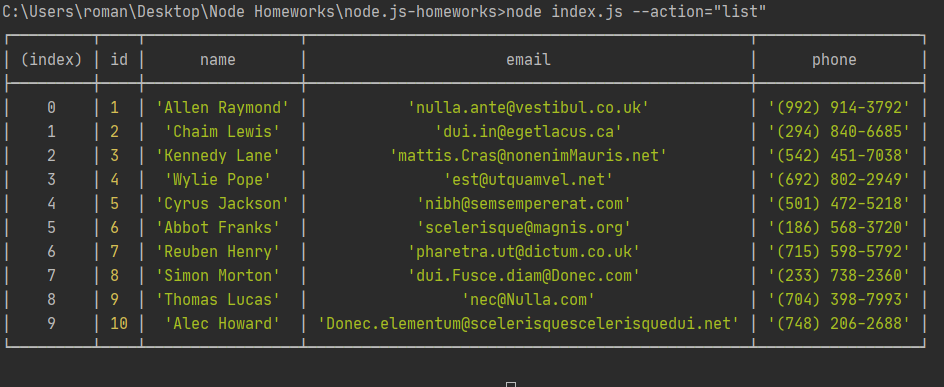 C:\Users\roman\Desktop\Node Homeworks\node.js-homeworks>node index.js --action="list"
(index) id name email phone
0 1 'Allen Raymond' 'nulla.ante@vestibul.co.uk' '(992) 914-3792'
1 2 'Chaim Lewis' 'dui.in@egetlacus.ca' '(294) 840-6685'
2 3 'Kennedy Lane' 'mattis.Cras@nonenimMauris.net' '(542) 451-7038'
3 4 'Wylie Pope' 'est@utquamvel.net' '(692) 802-2949'
4 5 'Cyrus Jackson' 'nibh@semsempererat.com' '(501) 472-5218'
5 6 'Abbot Franks' 'scelerisque@magnis.org' '(186) 568-3720'
6 7 'Reuben Henry' 'pharetra.ut@dictum.co.uk' '(715) 598-5792'
7 8 'Simon Morton' 'dui.Fusce.diam@Donec.com' '(233) 738-2360'
8 9 'Thomas Lucas' 'nec@Nulla.com' '(704) 398-7993'
9 10 'Alec Howard' 'Donec.elementum@scelerisquescelerisquedui.net' '(748) 206-2688'